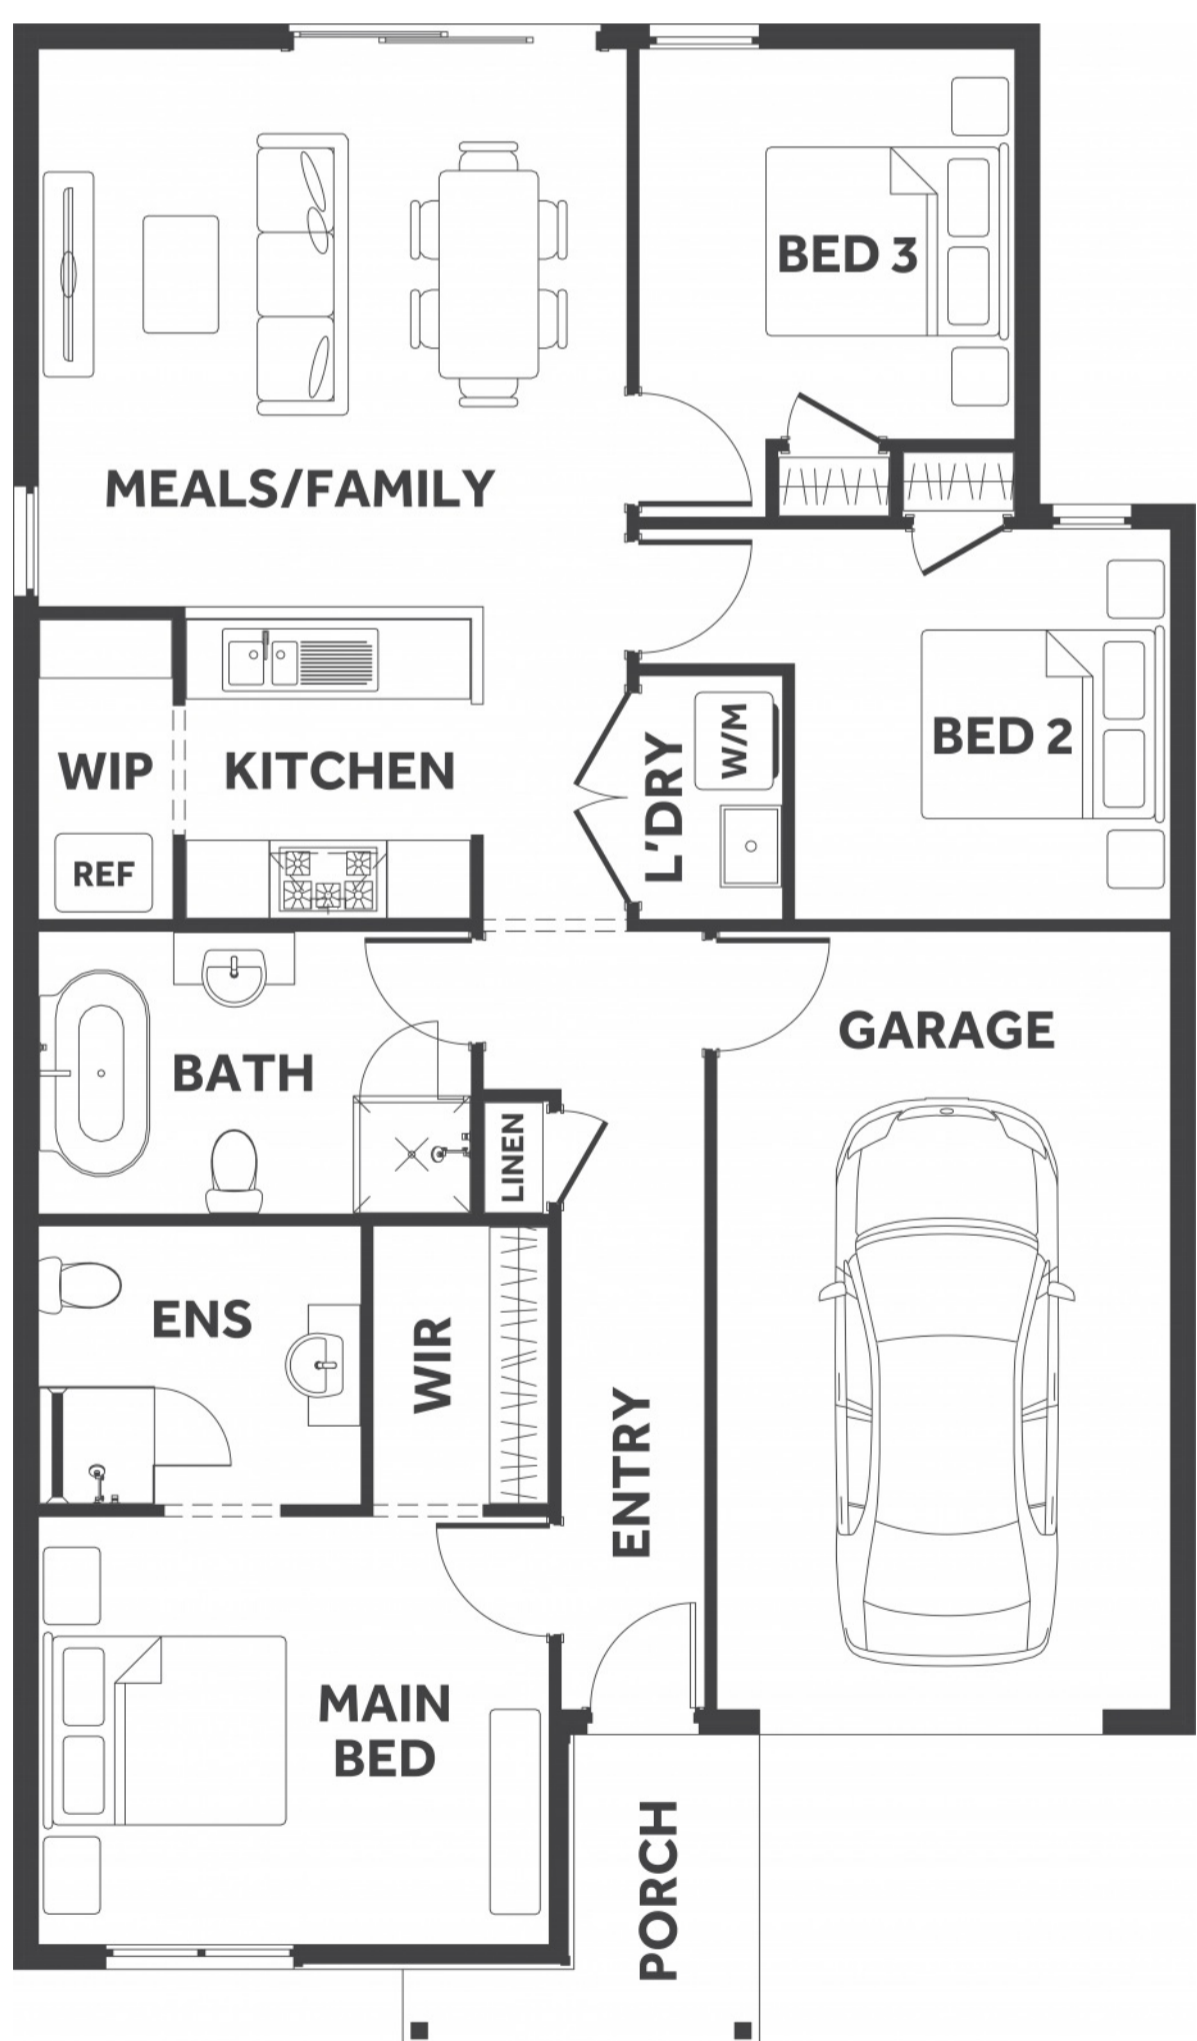 BED 3
MEALS/FAMILY
WIP
KITCHEN
L'DRY
W/M
BED 2
REF
GARAGE
BATH
LINEN
ENS
WIR
ENTRY
MAIN
BED
PORCH